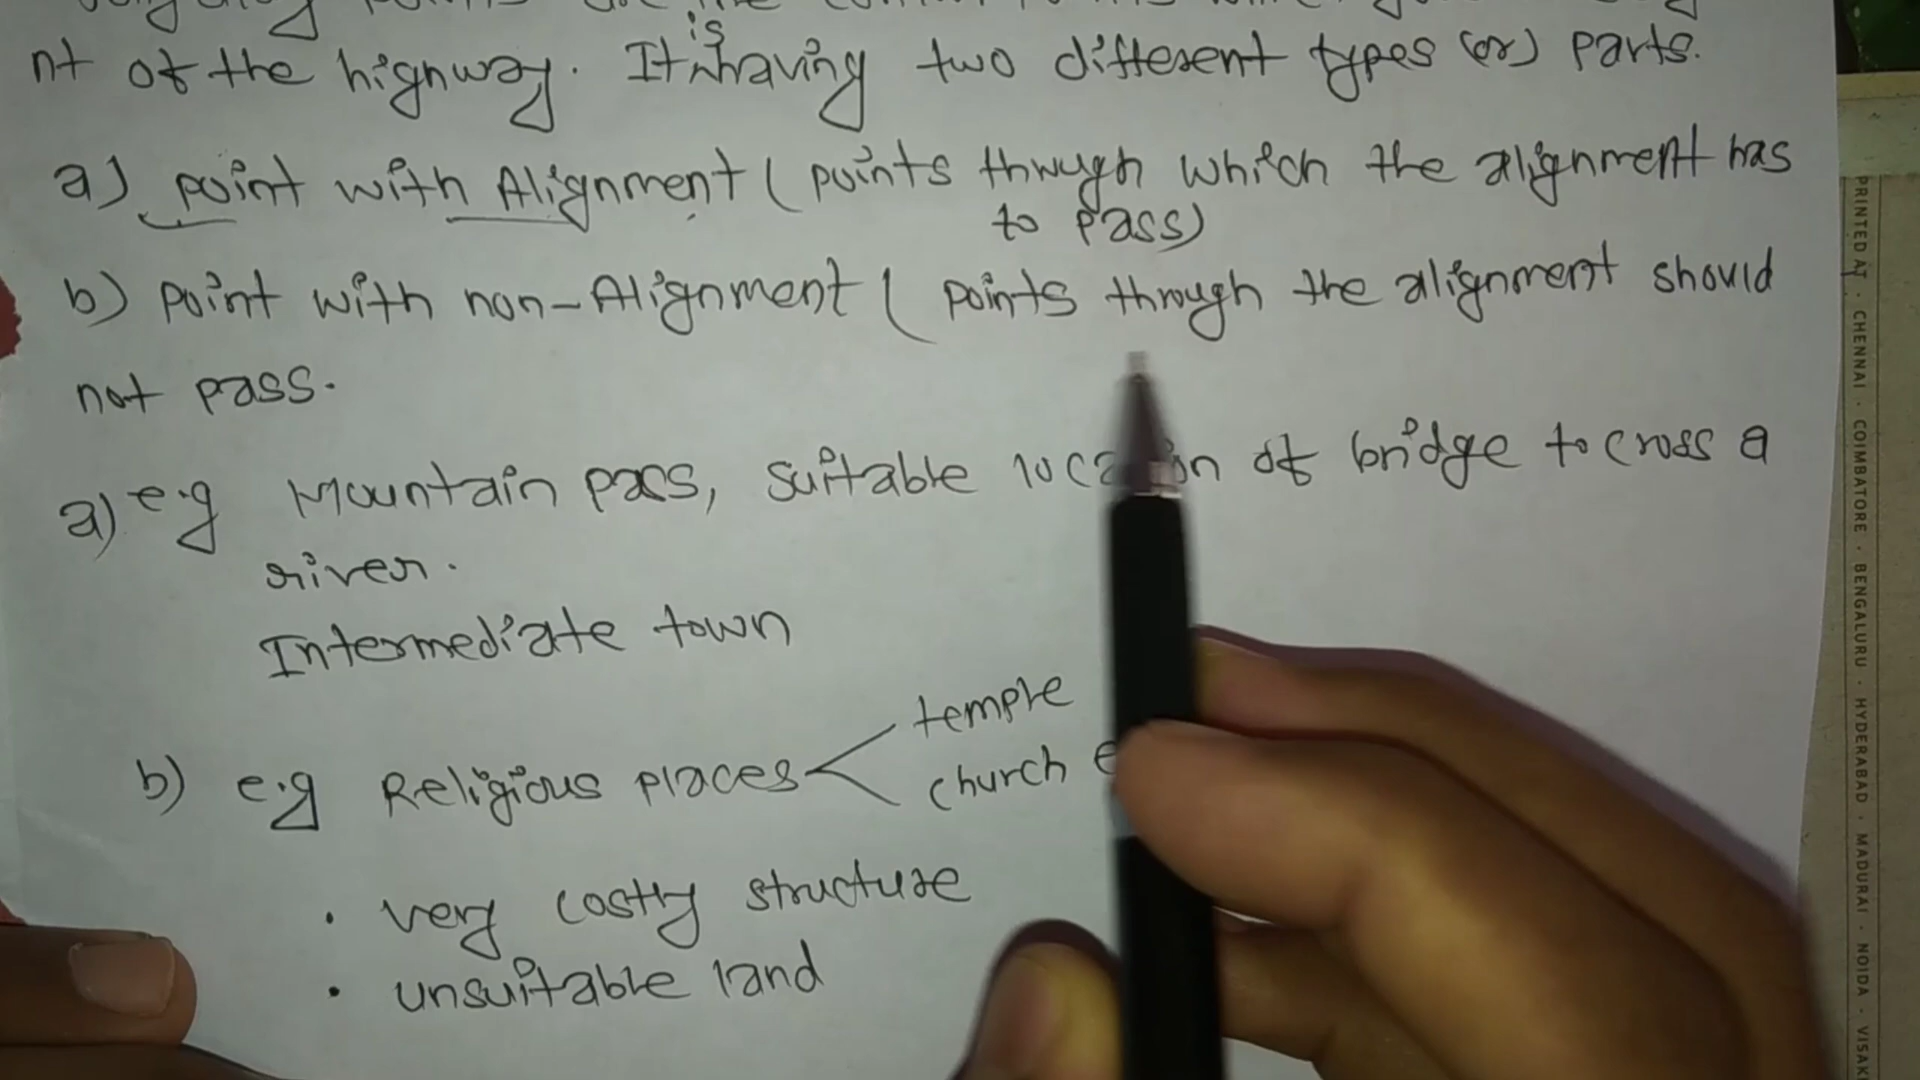 nt of the highway. It is having two different types (or) parts.
a) point with Alignment ( points through which the alignment has
to pass)
b) point with non-Alignment ( points through the alignment should
not pass.
a) e.g Mountain pass, suitable of bridge to cross a
river.
Intermediate town
b) e.g Religious places temple
church
• very costly structure
• unsuitable land
PRINTED AT · CHENNAI · COIMBATORE · BENGALURU · HYDERABAD · MADURAI · NOIDA ·